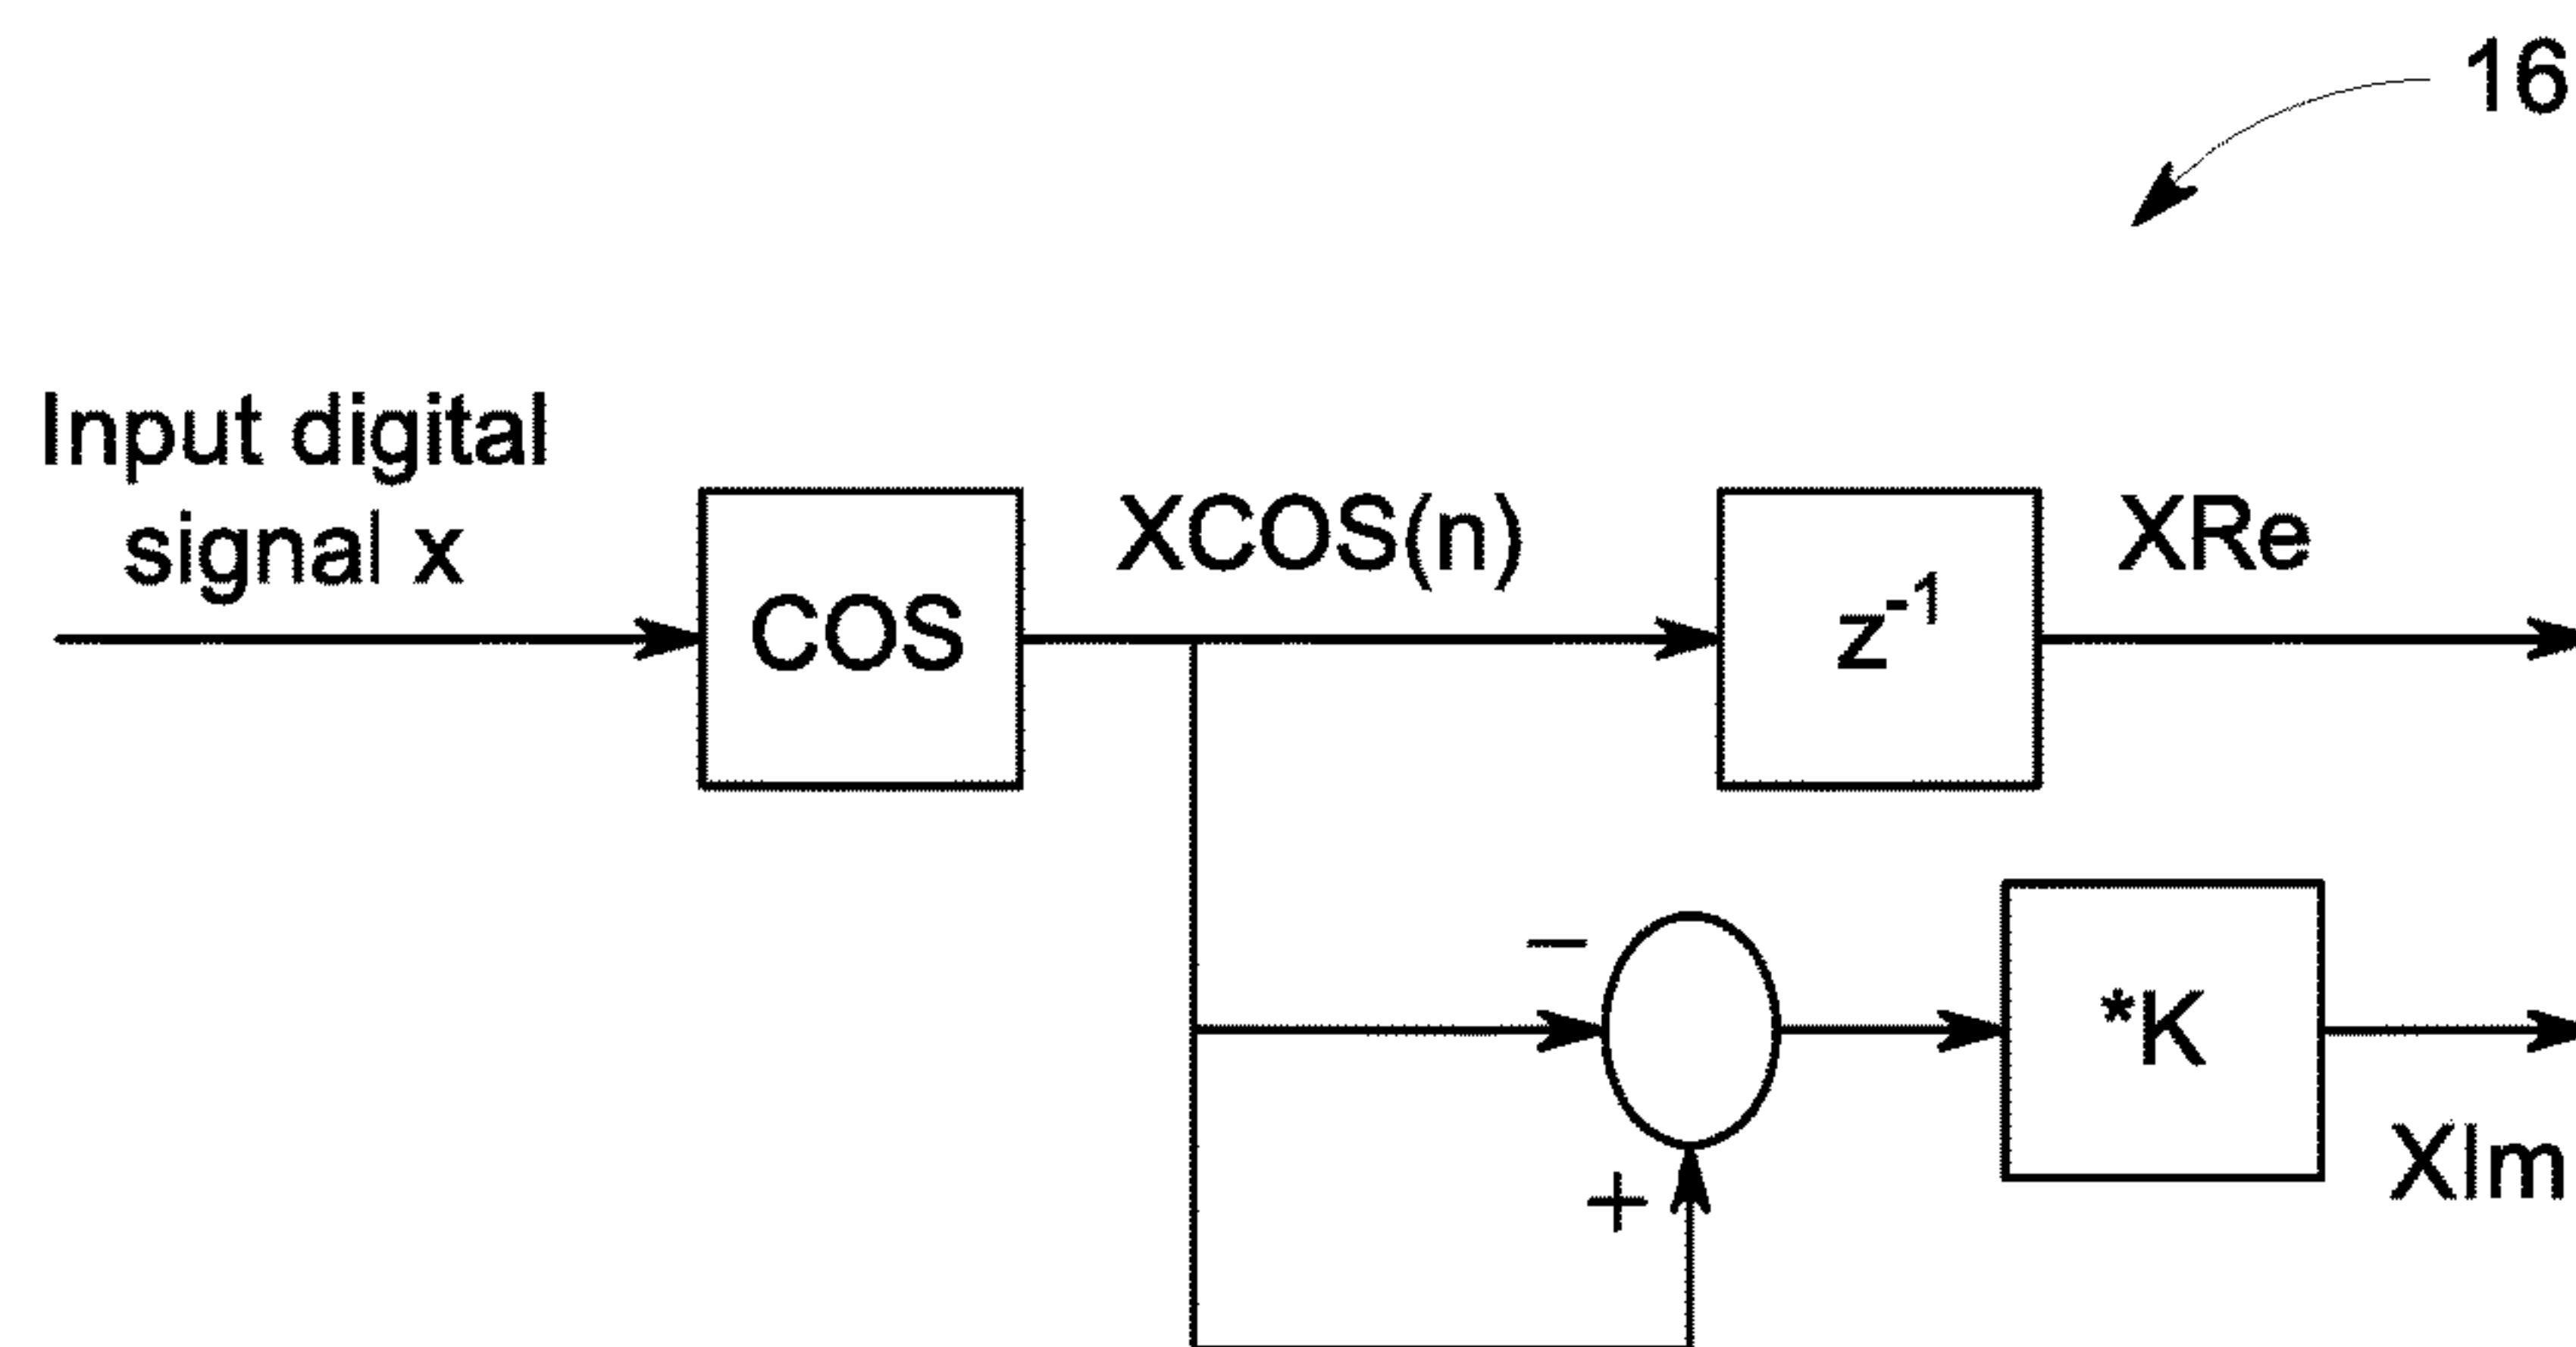 16
Input digital
signal x
COS
XCOS(n)
z-1
XRe
−
*K
+
XIm